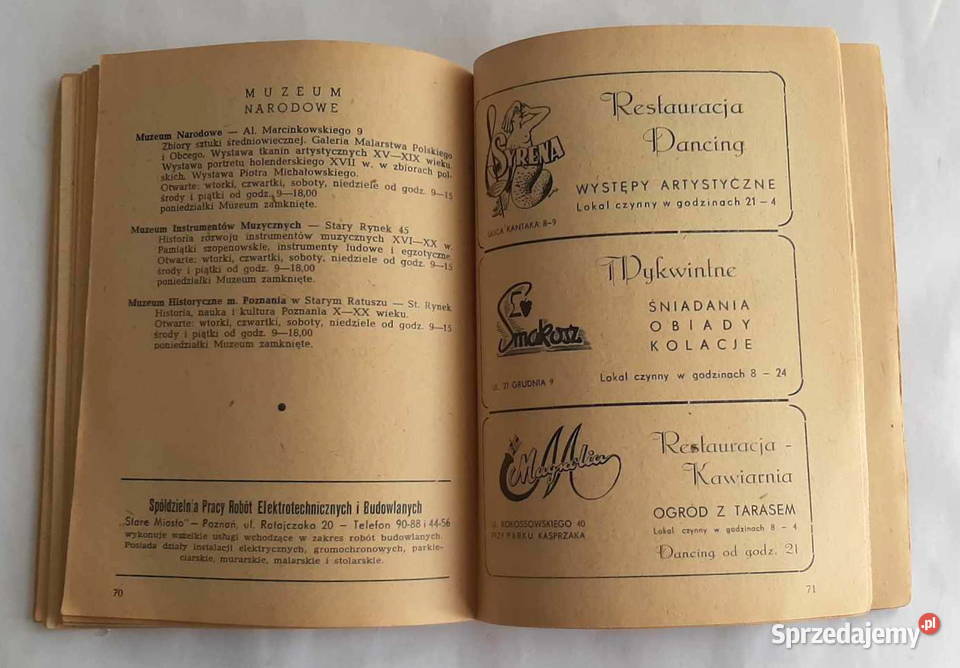 MUZEUM
NARODOWE
Muzeum Narodowe — Al. Marcinkowskiego 9
Zbiory sztuki średniowiecznej. Galeria Malarstwa Polskiego
i Obcego. Wystawa tkanin artystycznych XV—XIX wieku.
Wystawa portretu holenderskiego XVII w. w zbiorach pol-
skich. Wystawa Piotra Michałowskiego.
Otwarte: wtorki, czwartki, soboty, niedziele od godz. 9—15
środy i piątki od godz. 9—18,00
poniedziałki Muzeum zamknięte.
Muzeum Instrumentów Muzycznych — Stary Rynek 45
Historia rozwoju instrumentów muzycznych XVI—XX w.
Pamiątki szopenowskie, instrumenty ludowe i egzotyczne
Otwarte: wtorki, czwartki, soboty, niedziele od godz. 9—15
środy i piątki od godz. 9—18,00
poniedziałki Muzeum zamknięte.
Muzeum Historyczne m. Poznania w Starym Ratuszu — St. Rynek
Historia, nauka i kultura Poznania X—XX wieku.
Otwarte: wtorki, czwartki, soboty, niedziele od godz. 9—15
środy i piątki od godz. 9—18,00
poniedziałki Muzeum zamknięte.
Spółdzielnia Pracy Robót Elektrotechnicznych i Budowlanych
„Stare Miasto" — Poznań, ul. Ratajczaka 20 — Telefon 90-88 i 44-56
wykonuje wszelkie usługi wchodzące w zakres robót budowlanych.
Posiada działy instalacji elektrycznych, gromochronowych, parkie-
ciarskie, murarskie, malarskie i stolarskie.
70
SYRENA
Restauracja
Dancing
WYSTĘPY ARTYSTYCZNE
Lokal czynny w godzinach 21 – 4
ULICA KANTAKA 8–9
Smakosz
Wykwintne
ŚNIADANIA
OBIADY
KOLACJE
Lokal czynny w godzinach 8 – 24
UL. 27 GRUDNIA 9
Magnolia
Restauracja -
Kawiarnia
OGRÓD Z TARASEM
Lokal czynny w godzinach 8 – 4
Dancing od godz. 21
UL. ROKOSSOWSKIEGO 40
PRZY PARKU KASPRZAKA
71
Sprzedajemy.pl